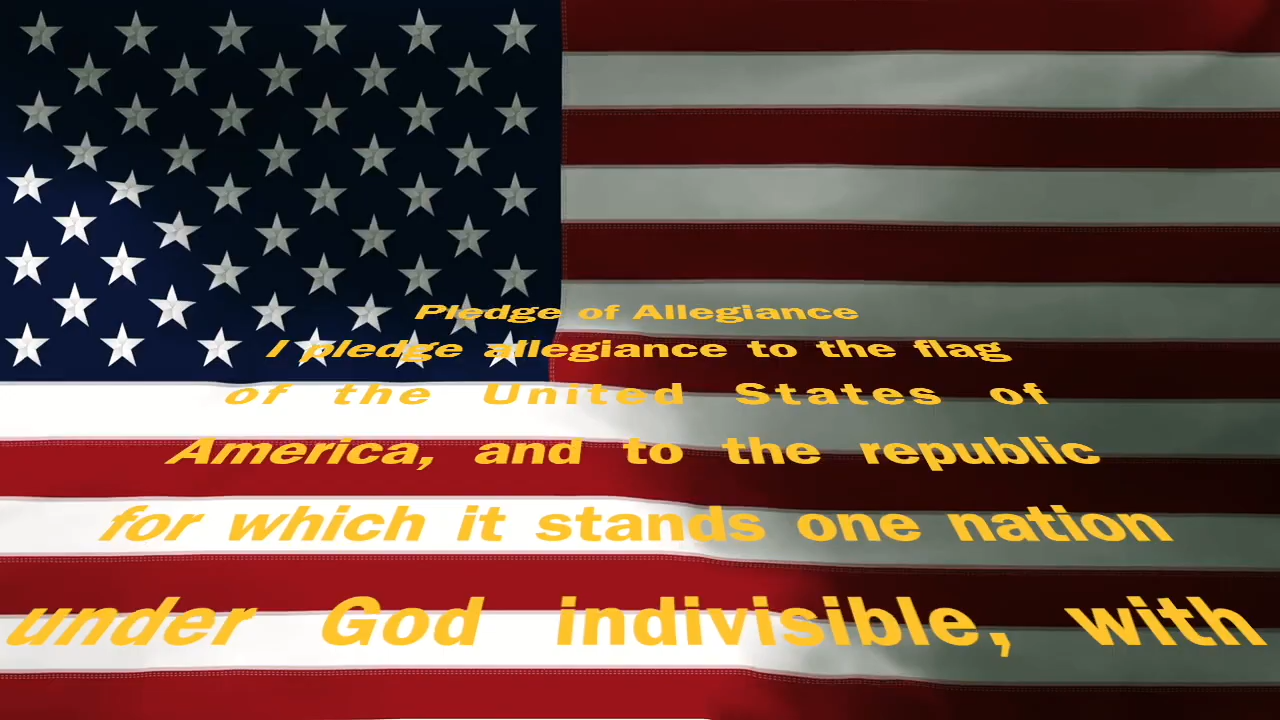 Pledge of Allegiance
I pledge allegiance to the flag
of the United States of
America, and to the republic
for which it stands one nation
under God indivisible, with